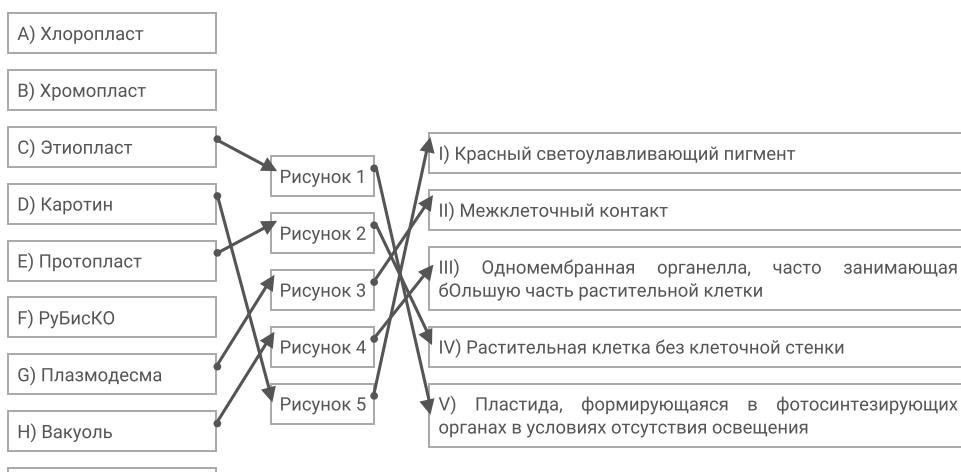 A) Хлоропласт
B) Хромопласт
C) Этиопласт
D) Каротин
E) Протопласт
F) РуБисКО
G) Плазмодесма
H) Вакуоль
Рисунок 1
Рисунок 2
Рисунок 3
Рисунок 4
Рисунок 5
I) Красный светоулавливающий пигмент
II) Межклеточный контакт
III) Одномембранная органелла, часто занимающая
бОльшую часть растительной клетки
IV) Растительная клетка без клеточной стенки
V) Пластида, формирующаяся в фотосинтезирующих
органах в условиях отсутствия освещения